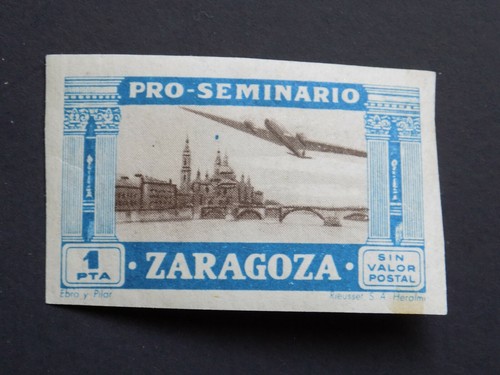 PRO-SEMINARIO
1
PTA
· ZARAGOZA ·
SIN
VALOR
POSTAL
Ebro y Pilar
S. A.